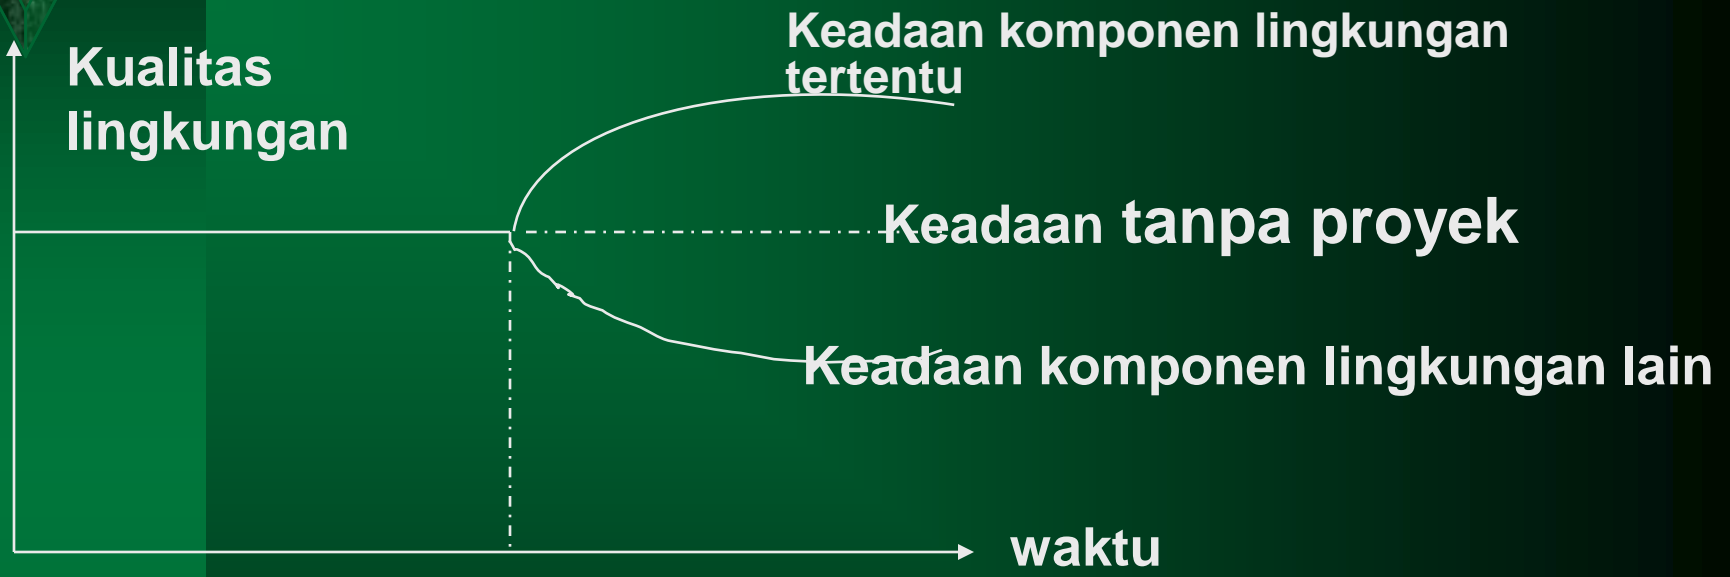 Keadaan komponen lingkungan
tertentu
Kualitas
lingkungan
Keadaan tanpa proyek
Keadaan komponen lingkungan lain
waktu